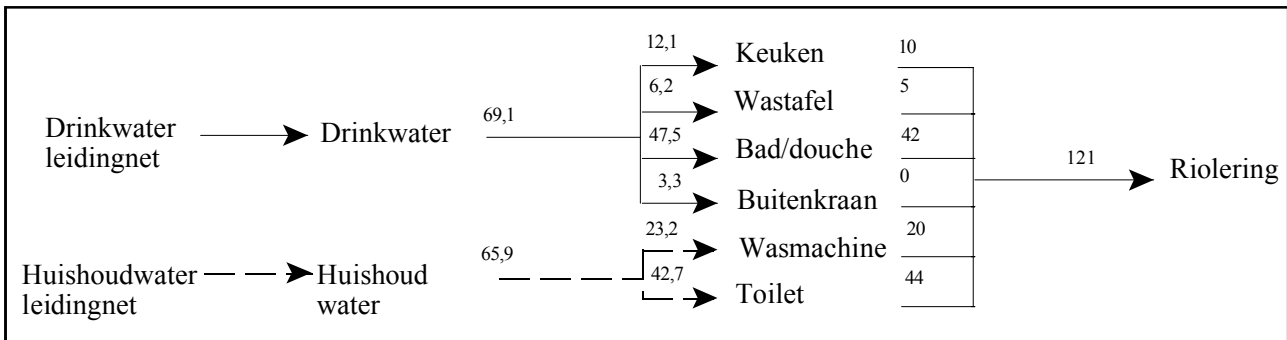 12,1 Keuken 10
6,2 Wastafel 5
Drinkwater leidingnet
Drinkwater 69,1
47,5 Bad/douche 42
3,3 Buitenkraan 0
121 Riolering
23,2 Wasmachine 20
Huishoudwater
leidingnet
Huishoud
water
65,9
42,7 Toilet 44